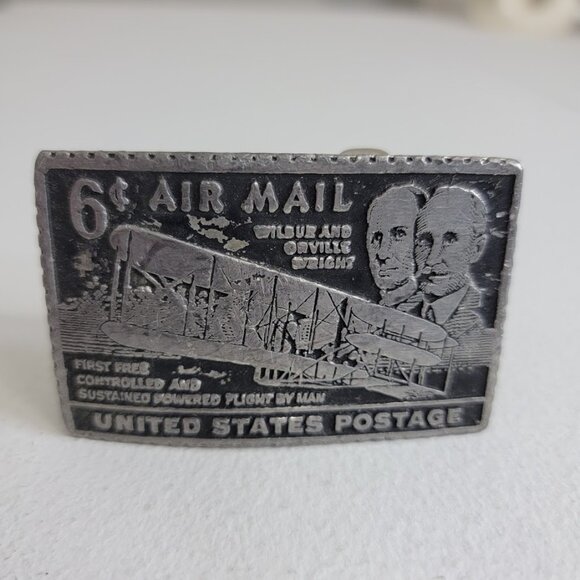 6¢ AIR MAIL
WILBUR AND
ORVILLE
WRIGHT
FIRST FREE
CONTROLLED AND
SUSTAINED POWERED FLIGHT BY MAN
UNITED STATES POSTAGE